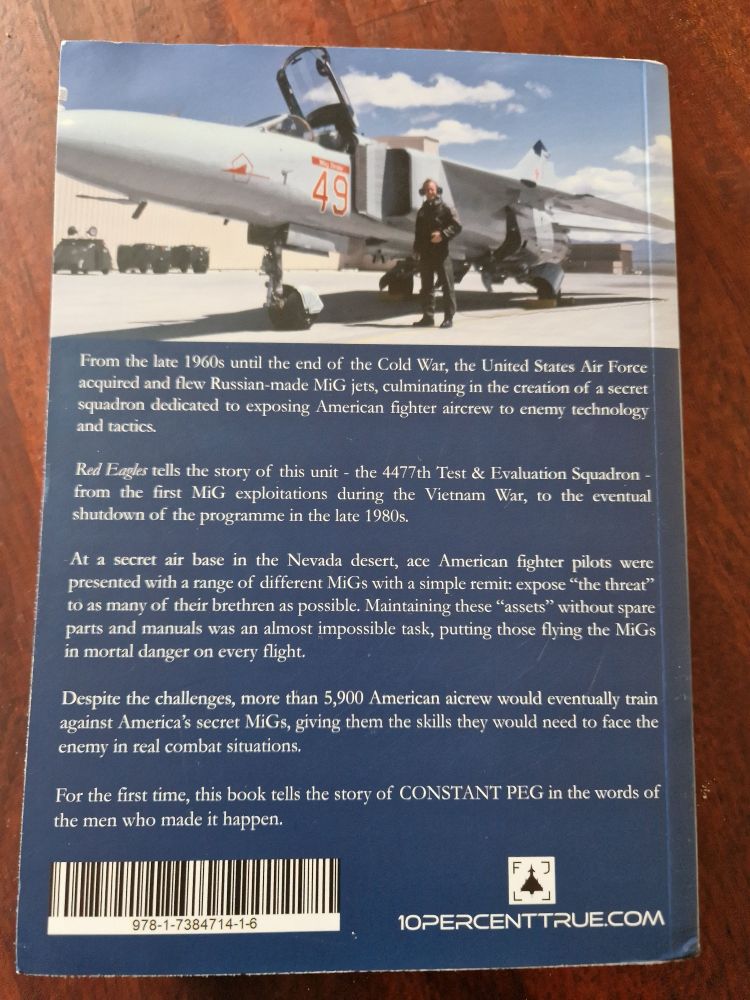 49
From the late 1960s until the end of the Cold War, the United States Air Force
acquired and flew Russian-made MiG jets, culminating in the creation of a secret
squadron dedicated to exposing American fighter aircrew to enemy technology
and tactics.
Red Eagles tells the story of this unit - the 4477th Test & Evaluation Squadron -
from the first MiG exploitations during the Vietnam War, to the eventual
shutdown of the programme in the late 1980s.
At a secret air base in the Nevada desert, ace American fighter pilots were
presented with a range of different MiGs with a simple remit: expose “the threat”
to as many of their brethren as possible. Maintaining these “assets” without spare
parts and manuals was an almost impossible task, putting those flying the MiGs
in mortal danger on every flight.
Despite the challenges, more than 5,900 American aicrew would eventually train
against America’s secret MiGs, giving them the skills they would need to face the
enemy in real combat situations.
For the first time, this book tells the story of CONSTANT PEG in the words of
the men who made it happen.
978-1-7384714-1-6
F J
10PERCENTTRUE.COM